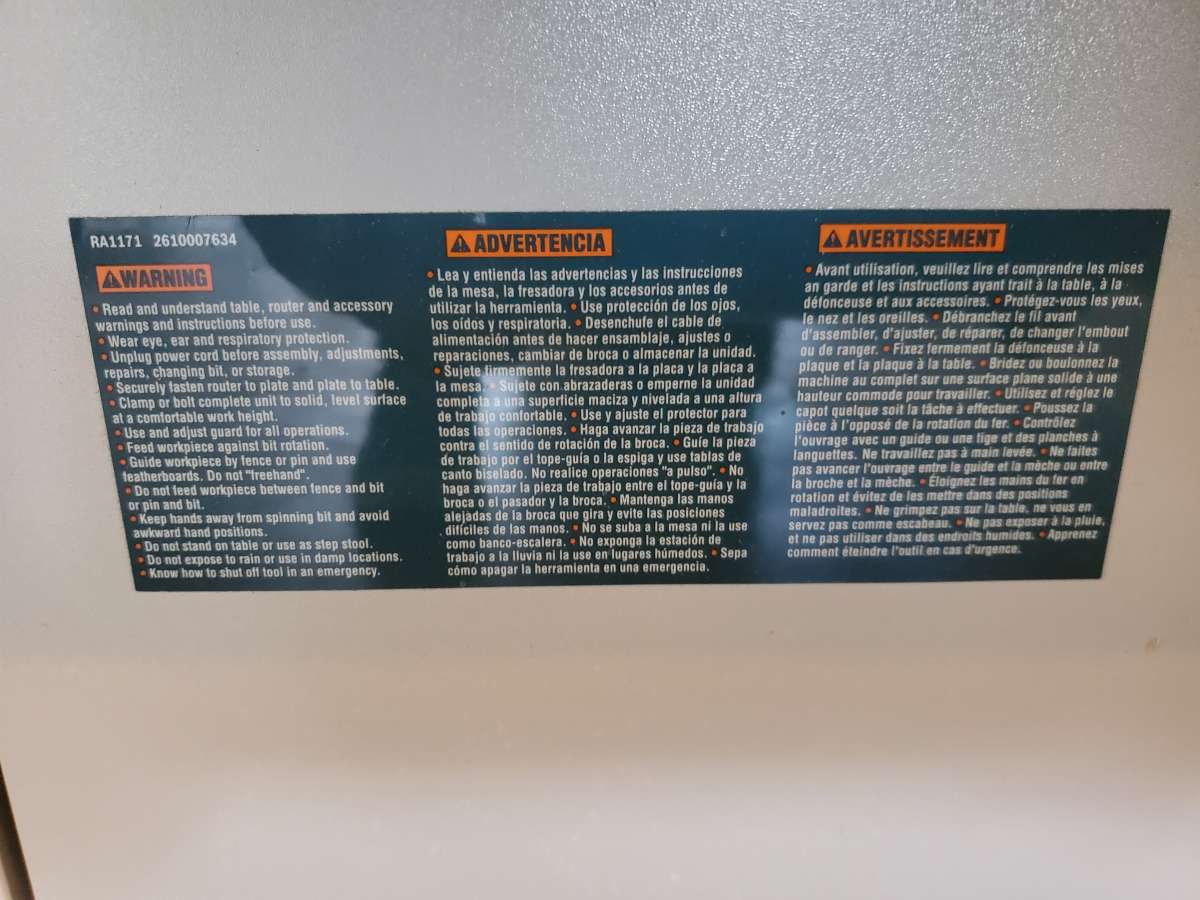 RA1171 2610007634
WARNING
• Read and understand table, router and accessory
warnings and instructions before use.
• Wear eye, ear and respiratory protection.
• Unplug power cord before assembly, adjustments,
repairs, changing bit, or storage.
• Securely fasten router to plate and plate to table.
• Clamp or bolt complete unit to solid, level surface
at a comfortable work height.
• Use and adjust guard for all operations.
• Feed workpiece against bit rotation.
• Guide workpiece by fence or pin and use
featherboards. Do not "freehand".
• Do not feed workpiece between fence and bit
or pin and bit.
• Keep hands away from spinning bit and avoid
awkward hand positions.
• Do not stand on table or use as step stool.
• Do not expose to rain or use in damp locations.
• Know how to shut off tool in an emergency.
ADVERTENCIA
• Lea y entienda las advertencias y las instrucciones
de la mesa, la fresadora y los accesorios antes de
utilizar la herramienta. • Use protección de los ojos,
los oídos y respiratoria. • Desenchufe el cable de
alimentación antes de hacer ensamblaje, ajustes o
reparaciones, cambiar de broca o almacenar la unidad.
• Sujete firmemente la fresadora a la placa y la placa a
la mesa. • Sujete con abrazaderas o emperne la unidad
completa a una superficie maciza y nivelada a una altura
de trabajo confortable. • Use y ajuste el protector para
todas las operaciones. • Haga avanzar la pieza de trabajo
contra el sentido de rotación de la broca. • Guíe la pieza
de trabajo por el tope-guía o la espiga y use tablas de
canto biselado. No realice operaciones "a pulso". • No
haga avanzar la pieza de trabajo entre el tope-guía y la
broca o el pasador y la broca. • Mantenga las manos
alejadas de la broca que gira y evite las posiciones
difíciles de las manos. • No se suba a la mesa ni la use
como banco-escalera. • No exponga la estación de
trabajo a la lluvia ni la use en lugares húmedos. • Sepa
cómo apagar la herramienta en una emergencia.
AVERTISSEMENT
• Avant utilisation, veuillez lire et comprendre les mises
an garde et les instructions ayant trait à la table, à la
défonceuse et aux accessoires. • Protégez-vous les yeux,
le nez et les oreilles. • Débranchez le fil avant
d'assembler, d'ajuster, de réparer, de changer l'embout
ou de ranger. • Fixez fermement la défonceuse à la
plaque et la plaque à la table. • Bridez ou boulonnez la
machine au complet sur une surface plane solide à une
hauteur commode pour travailler. • Utilisez et réglez le
capot quelque soit la tâche à effectuer. • Poussez la
pièce à l'opposé de la rotation du fer. • Contrôlez
l'ouvrage avec un guide ou une tige et des planches à
languettes. Ne travaillez pas à main levée. • Ne faites
pas avancer l'ouvrage entre le guide et la mèche ou entre
la broche et la mèche. • Éloignez les mains du fer en
rotation et évitez de les mettre dans des positions
maladroites. • Ne grimpez pas sur la table, ne vous en
servez pas comme escabeau. • Ne pas exposer à la pluie,
et ne pas utiliser dans des endroits humides. • Apprenez
comment éteindre l'outil en cas d'urgence.